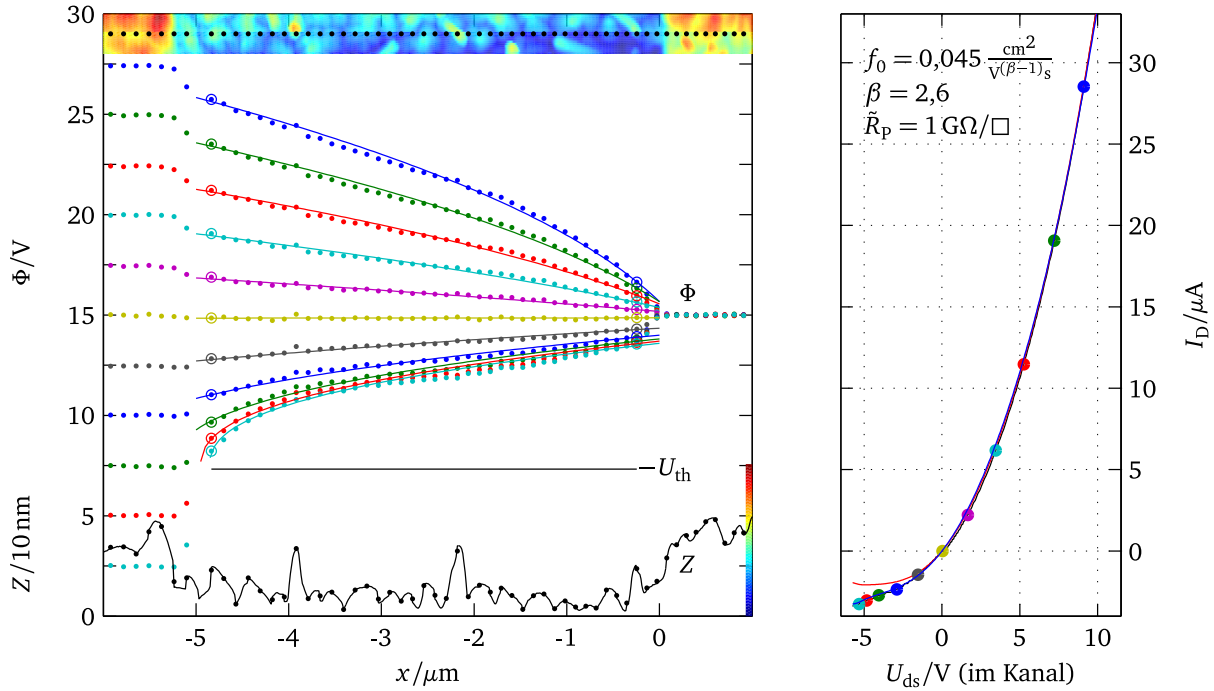 30
25
20
15
10
5
0
Φ/V
Z/10 nm
Φ
−U_th
Z
-5
-4
-3
-2
-1
0
x/μm
f₀ = 0,045 cm²/V^(β−1)s
β = 2,6
R̃_P = 1 GΩ/□
30
25
20
15
10
5
0
I_D/μA
-5
0
5
10
U_ds/V (im Kanal)